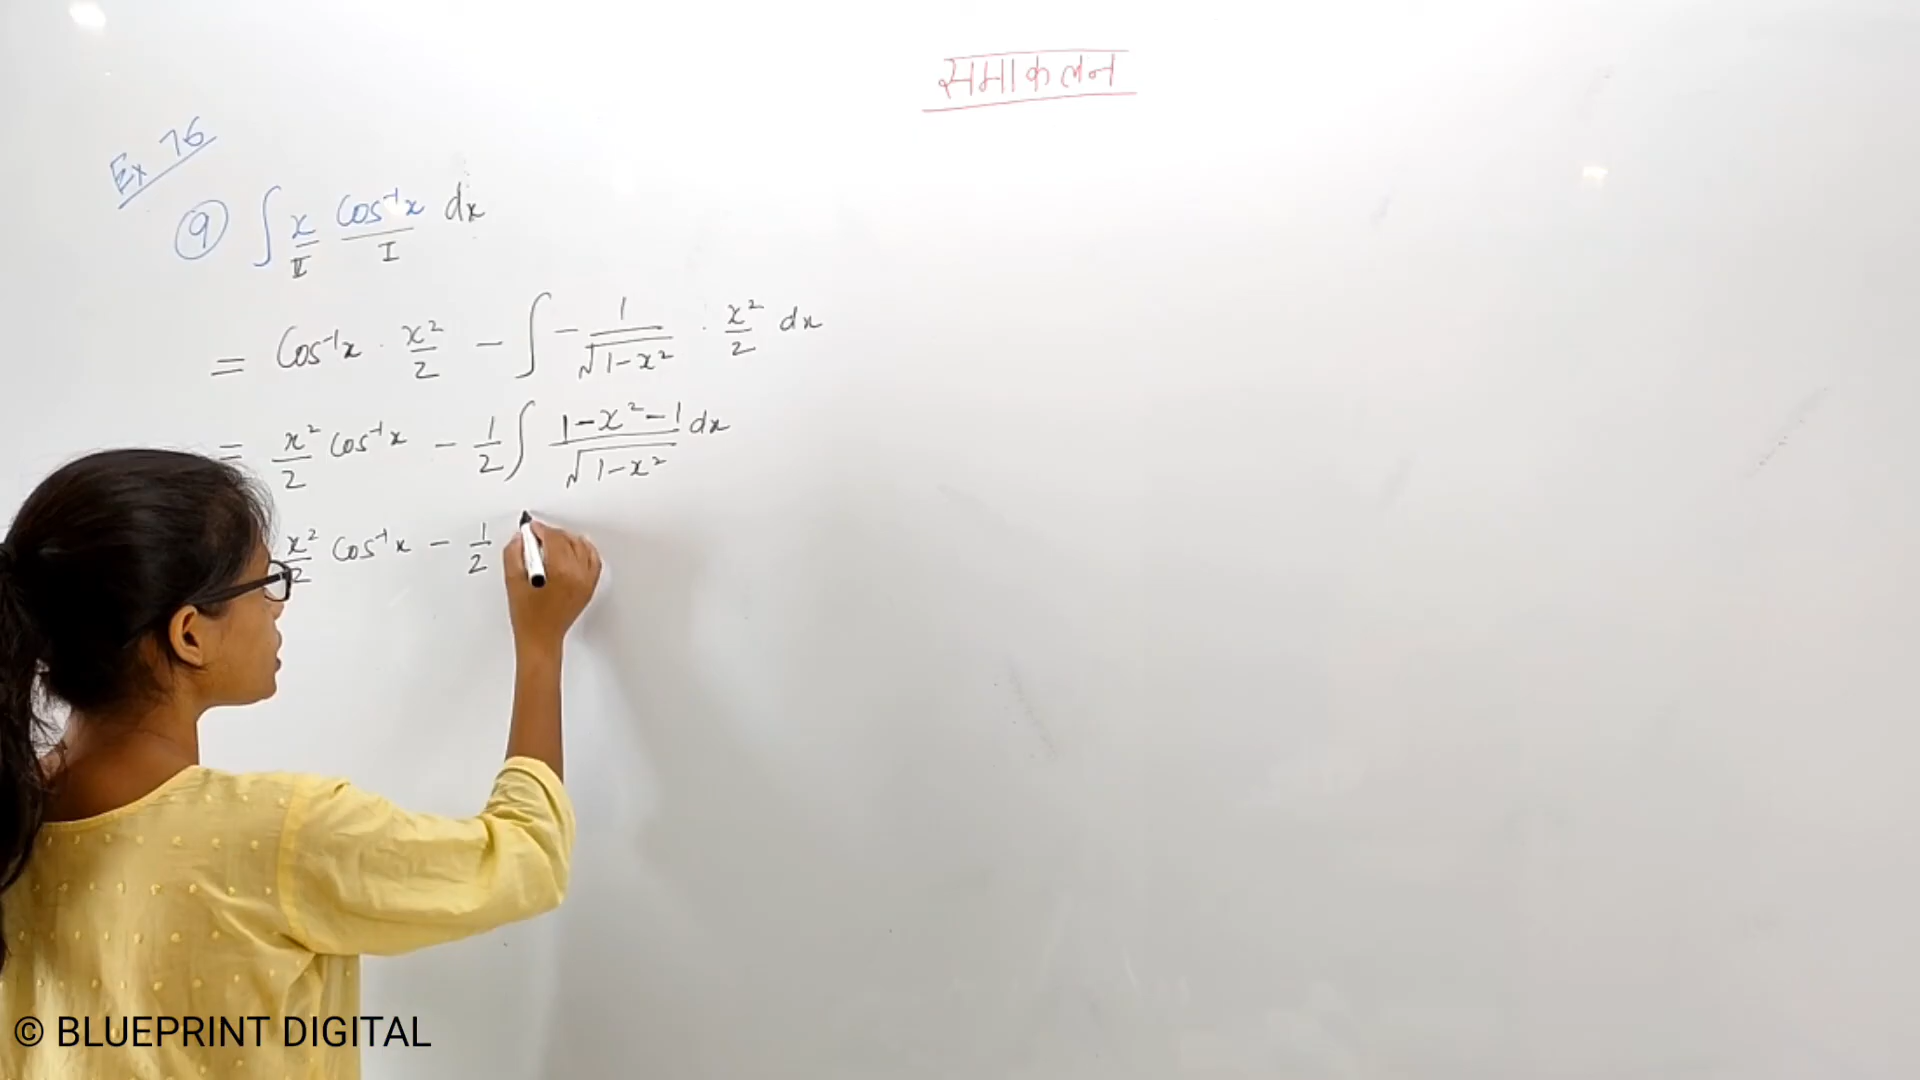 समाकलन
Ex 7.6
⑨ ∫ x cos⁻¹x dx
II I
= Cos⁻¹x · x²/2 - ∫ - 1/√(1-x²) · x²/2 dx
= x²/2 cos⁻¹x - 1/2 ∫ (1-x²-1)/√(1-x²) dx
x²/2 cos⁻¹x - 1/2
© BLUEPRINT DIGITAL